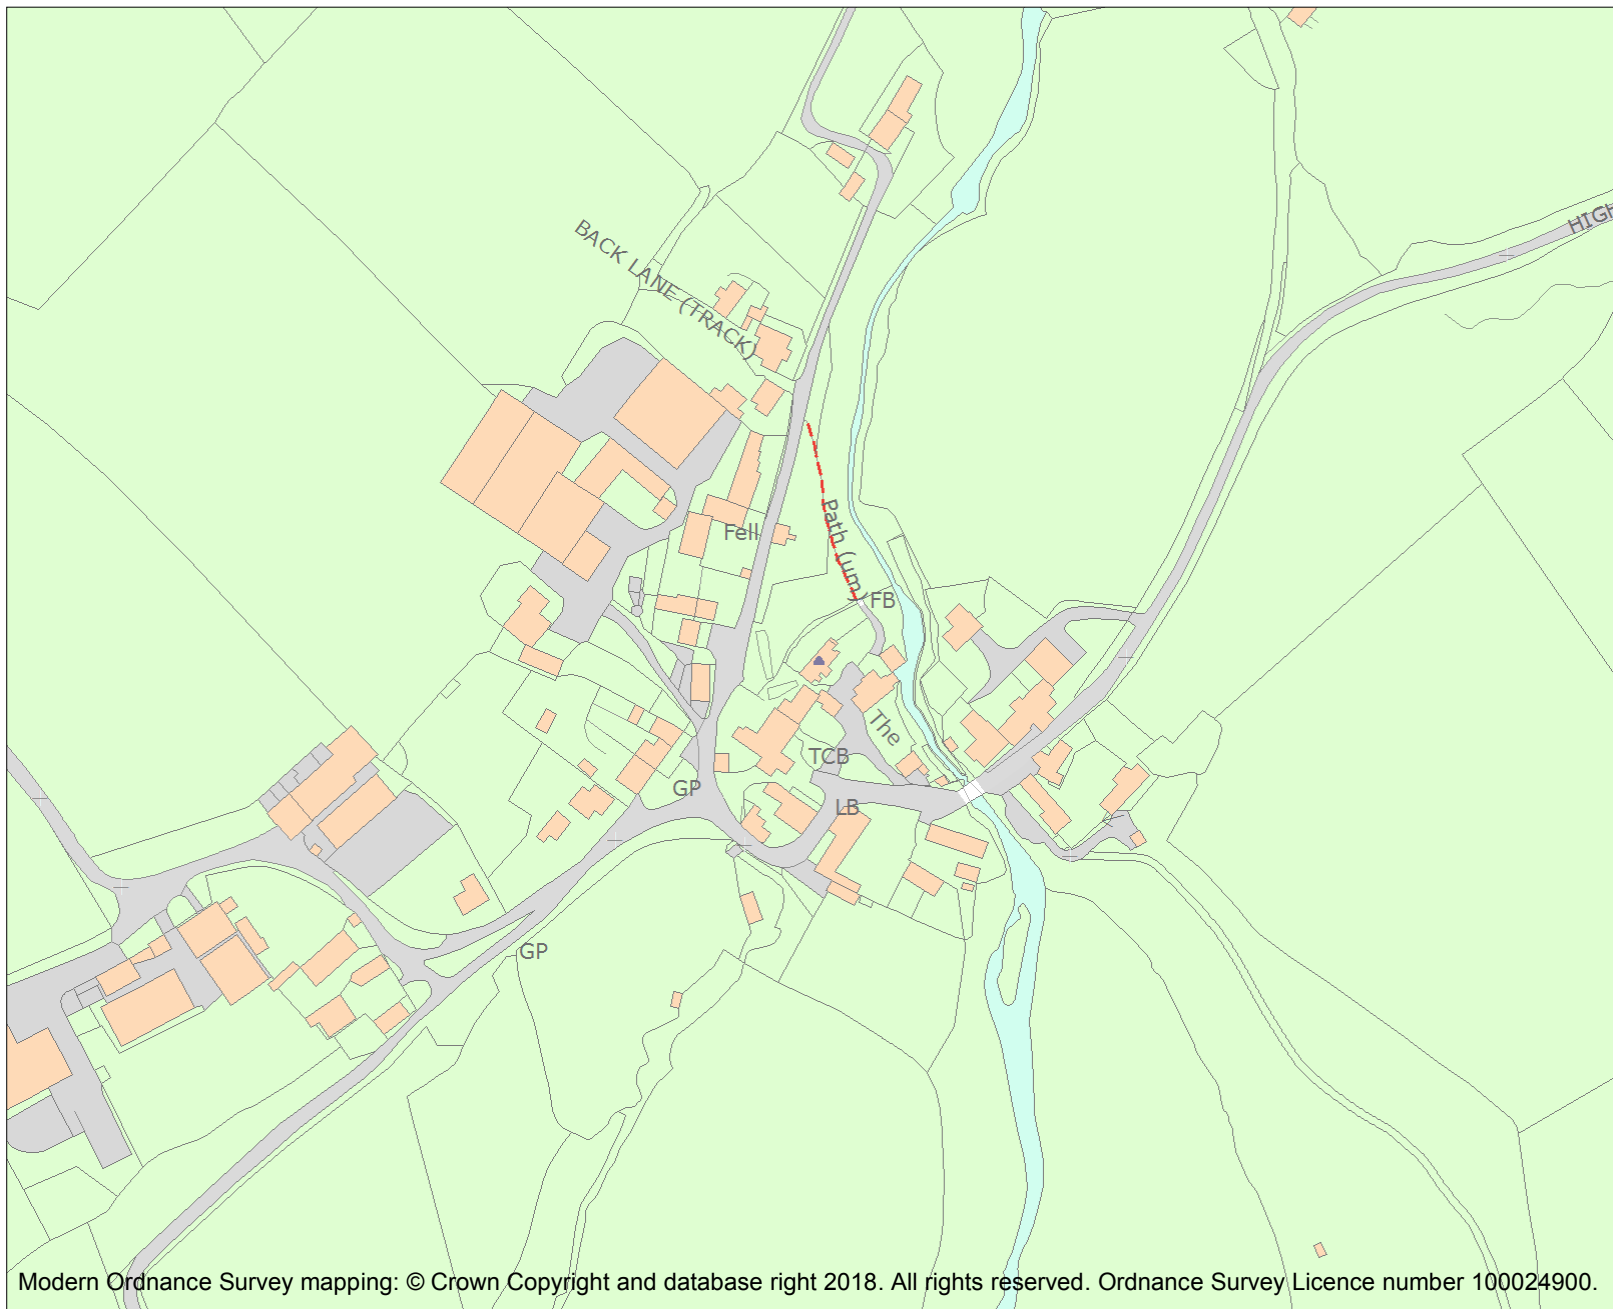 HIGH
BACK LANE (TRACK)
Fell
Path (um)
FB
The
TCB
GP
LB
GP
Modern Ordnance Survey mapping: © Crown Copyright and database right 2018. All rights reserved. Ordnance Survey Licence number 100024900.